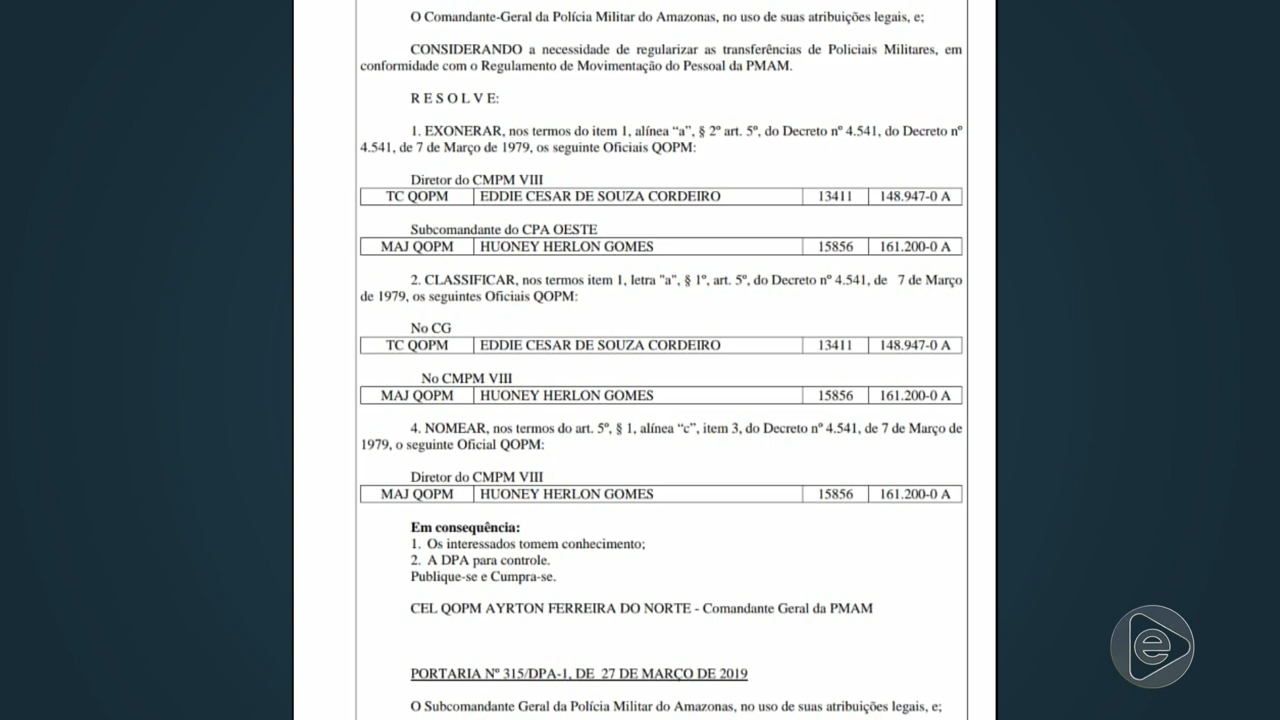 O Comandante-Geral da Polícia Militar do Amazonas, no uso de suas atribuições legais, e;
CONSIDERANDO a necessidade de regularizar as transferências de Policiais Militares, em
conformidade com o Regulamento de Movimentação do Pessoal da PMAM.
R E S O L V E:
1. EXONERAR, nos termos do item 1, alínea “a”, § 2º art. 5º, do Decreto nº 4.541, do Decreto nº
4.541, de 7 de Março de 1979, os seguinte Oficiais QOPM:
Diretor do CMPM VIII
TC QOPM EDDIE CESAR DE SOUZA CORDEIRO 13411 148.947-0 A
Subcomandante do CPA OESTE
MAJ QOPM HUONEY HERLON GOMES 15856 161.200-0 A
2. CLASSIFICAR, nos termos item 1, letra "a", § 1º, art. 5º, do Decreto nº 4.541, de 7 de Março
de 1979, os seguintes Oficiais QOPM:
No CG
TC QOPM EDDIE CESAR DE SOUZA CORDEIRO 13411 148.947-0 A
No CMPM VIII
MAJ QOPM HUONEY HERLON GOMES 15856 161.200-0 A
4. NOMEAR, nos termos do art. 5º, § 1, alínea “c”, item 3, do Decreto nº 4.541, de 7 de Março de
1979, o seguinte Oficial QOPM:
Diretor do CMPM VIII
MAJ QOPM HUONEY HERLON GOMES 15856 161.200-0 A
Em consequência:
1. Os interessados tomem conhecimento;
2. A DPA para controle.
Publique-se e Cumpra-se.
CEL QOPM AYRTON FERREIRA DO NORTE - Comandante Geral da PMAM
PORTARIA Nº 315/DPA-1, DE 27 DE MARÇO DE 2019
O Subcomandante Geral da Polícia Militar do Amazonas, no uso de suas atribuições legais, e;
e